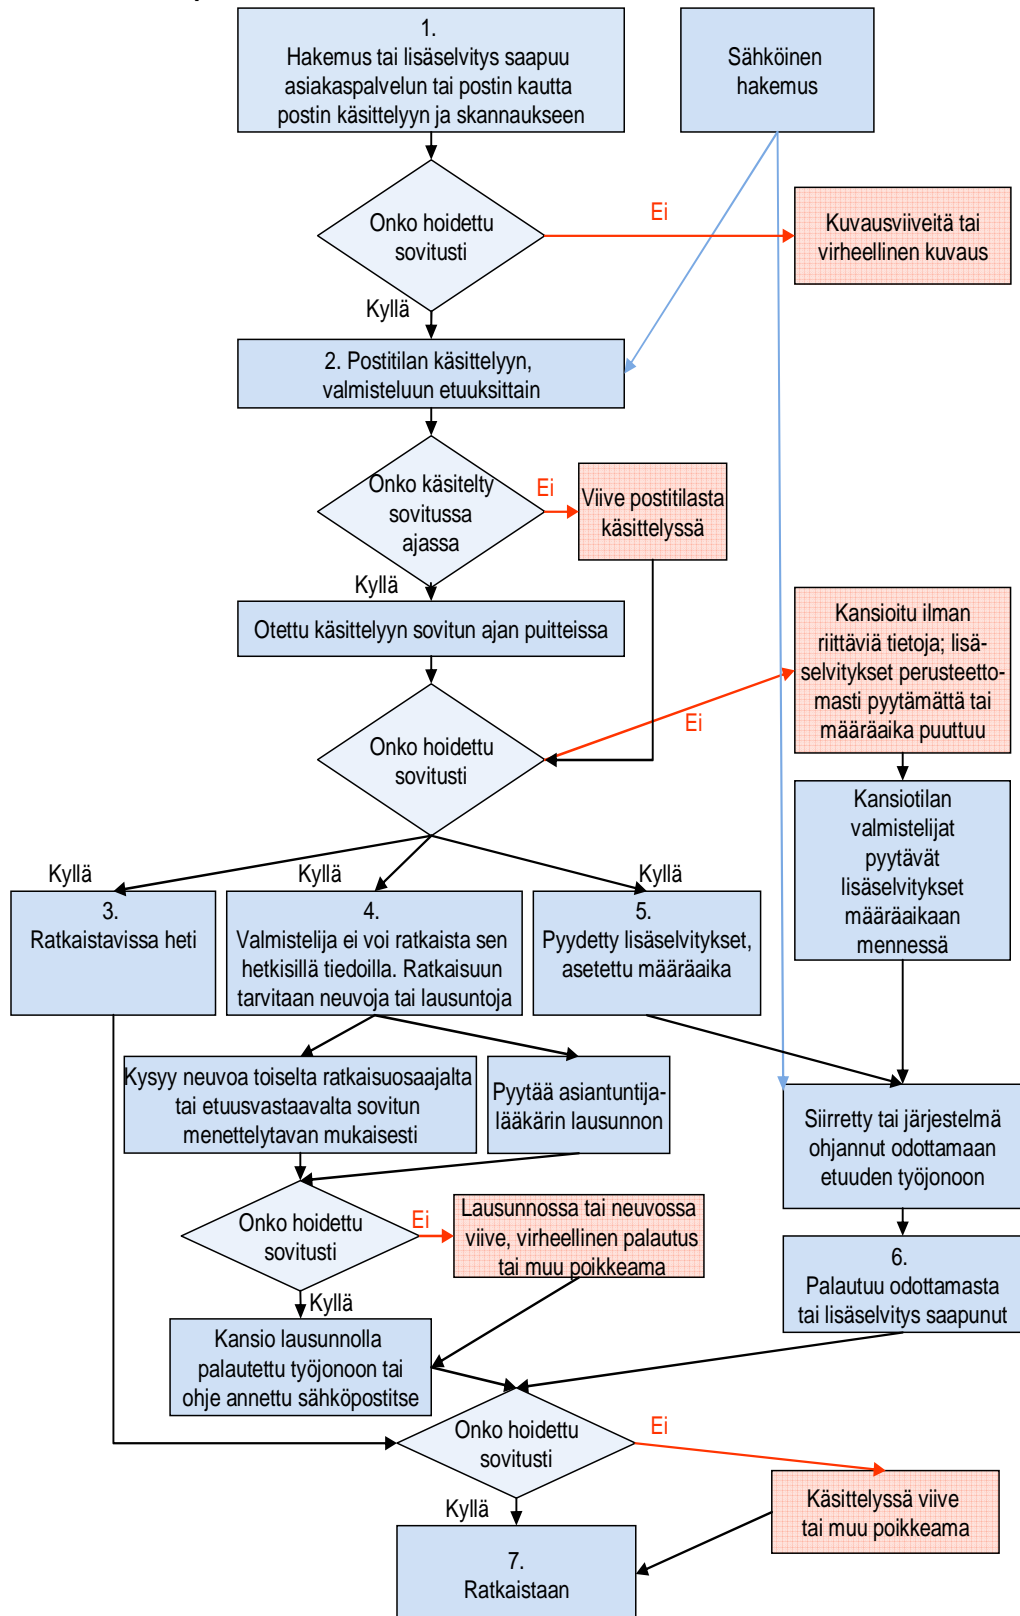 1.
Hakemus tai lisäselvitys saapuu
asiakaspalvelun tai postin kautta
postin käsittelyyn ja skannaukseen
Sähköinen
hakemus
Onko hoidettu
sovitusti
Ei
Kuvausviiveitä tai
virheellinen kuvaus
Kyllä
2. Postitilan käsittelyyn,
valmisteluun etuuksittain
Onko käsitelty
sovitussa
ajassa
Ei
Viive postitilasta
käsittelyssä
Kyllä
Otettu käsittelyyn sovitun ajan puitteissa
Kansioitu ilman
riittäviä tietoja; lisä-
selvitykset perusteetto-
masti pyytämättä tai
määräaika puuttuu
Onko hoidettu
sovitusti
Ei
Kansiotilan
valmistelijat
pyytävät
lisäselvitykset
määräaikaan
mennessä
Kyllä
Kyllä
Kyllä
3.
Ratkaistavissa heti
4.
Valmistelija ei voi ratkaista sen
hetkisillä tiedoilla. Ratkaisuun
tarvitaan neuvoja tai lausuntoja
5.
Pyydetty lisäselvitykset,
asetettu määräaika
Kysyy neuvoa toiselta ratkaisuosaajalta
tai etuusvastaavalta sovitun
menettelytavan mukaisesti
Pyytää asiantuntija-
lääkärin lausunnon
Siirretty tai järjestelmä
ohjannut odottamaan
etuuden työjonoon
Onko hoidettu
sovitusti
Ei
Lausunnossa tai neuvossa
viive, virheellinen palautus
tai muu poikkeama
6.
Palautuu odottamasta
tai lisäselvitys saapunut
Kyllä
Kansio lausunnolla
palautettu työjonoon tai
ohje annettu sähköpostitse
Onko hoidettu
sovitusti
Ei
Käsittelyssä viive
tai muu poikkeama
Kyllä
7.
Ratkaistaan